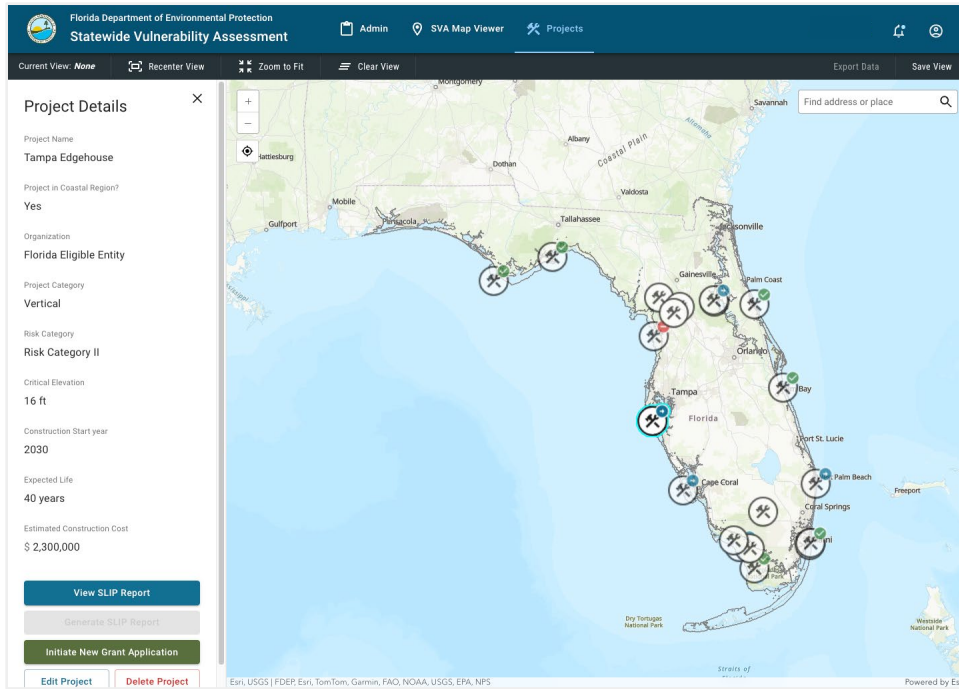 Florida Department of Environmental Protection
Statewide Vulnerability Assessment
Admin
SVA Map Viewer
Projects
Current View: None
Recenter View
Zoom to Fit
Clear View
Export Data
Save View
Project Details
Project Name
Tampa Edgehouse
Project in Coastal Region?
Yes
Organization
Florida Eligible Entity
Project Category
Vertical
Risk Category
Risk Category II
Critical Elevation
16 ft
Construction Start year
2030
Expected Life
40 years
Estimated Construction Cost
$ 2,300,000
View SLIP Report
Generate SLIP Report
Initiate New Grant Application
Edit Project
Delete Project
Find address or place
Montgomery
Savannah
Altamaha
Albany
Coastal Plain
Hattiesburg
Dothan
Valdosta
Mobile
Gulfport
Pensacola
Tallahassee
Gainesville
Palm Coast
Orlando
Bay
Tampa
Florida
Port St. Lucie
Cape Coral
Palm Beach
Freeport
Coral Springs
Dry Tortugas
National Park
Westside
National Park
Straits of
Esri, USGS | FDEP, Esri, TomTom, Garmin, FAO, NOAA, USGS, EPA, NPS
Powered by Es